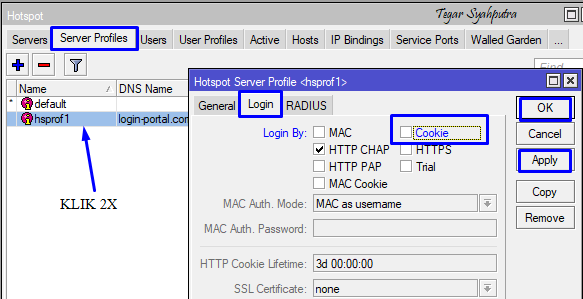 Hotspot
Tegar Syahputra
Servers Server Profiles Users User Profiles Active Hosts IP Bindings Service Ports Walled Garden ...
Find
Name / DNS Name
* default
hsprof1 login-portal.com
KLIK 2X
Hotspot Server Profile <hsprof1>
General Login RADIUS
Login By: MAC Cookie
HTTP CHAP HTTPS
HTTP PAP Trial
MAC Cookie
MAC Auth. Mode: MAC as username
MAC Auth. Password:
HTTP Cookie Lifetime: 3d 00:00:00
SSL Certificate: none
OK
Cancel
Apply
Copy
Remove